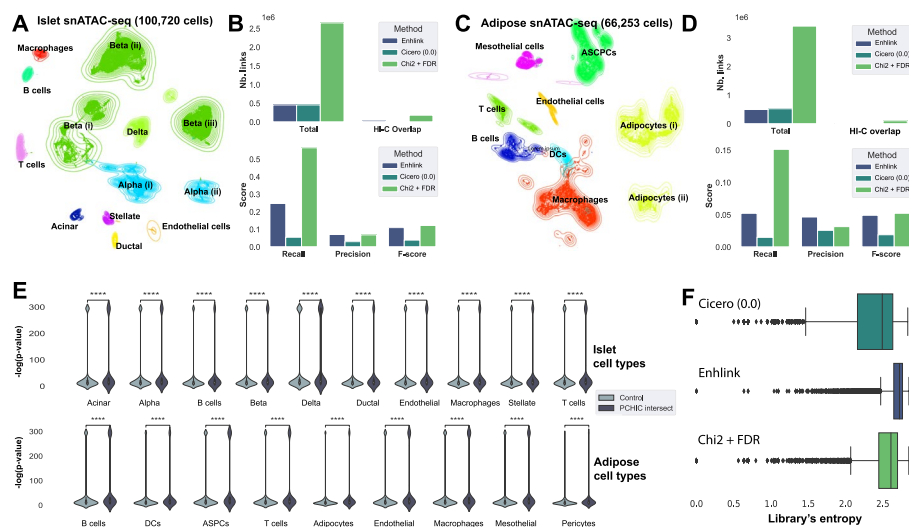 A Islet snATAC-seq (100,720 cells)
Macrophages
Beta (ii)
B cells
Beta (i)
Delta
Beta (iii)
T cells
Alpha (i)
Alpha (ii)
Acinar
Stellate
Endothelial cells
Ductal
B
1e6
Nb. links
2.5
2.0
1.5
1.0
0.5
0.0
Method
Enhlink
Cicero (0.0)
Chi2 + FDR
Total
HI-C Overlap
Score
0.5
0.4
0.3
0.2
0.1
0.0
Method
Enhlink
Cicero (0.0)
Chi2 + FDR
Recall
Precision
F-score
C Adipose snATAC-seq (66,253 cells)
Mesothelial cells
ASCPCs
T cells
Endothelial cells
Adipocytes (i)
B cells
DCs
Macrophages
Adipocytes (ii)
D
1e6
Nb. links
3
2
1
0
Method
Enhlink
Cicero (0.0)
Chi2 + FDR
Total
HI-C overlap
Score
0.15
0.10
0.05
0.00
Method
Enhlink
Cicero (0.0)
Chi2 + FDR
Recall
Precision
F-score
E
-log(p-value)
300
200
100
0
**** **** **** **** **** **** **** **** **** ****
Acinar Alpha B cells Beta Delta Ductal Endothelial Macrophages Stellate T cells
Islet
cell types
Control
PCHIC intersect
-log(p-value)
300
200
100
0
**** **** **** **** **** **** **** **** ****
B cells DCs ASPCs T cells Adipocytes Endothelial Macrophages Mesothelial Pericytes
Adipose
cell types
F
Cicero (0.0)
Enhlink
Chi2 + FDR
0.0 0.5 1.0 1.5 2.0 2.5
Library's entropy